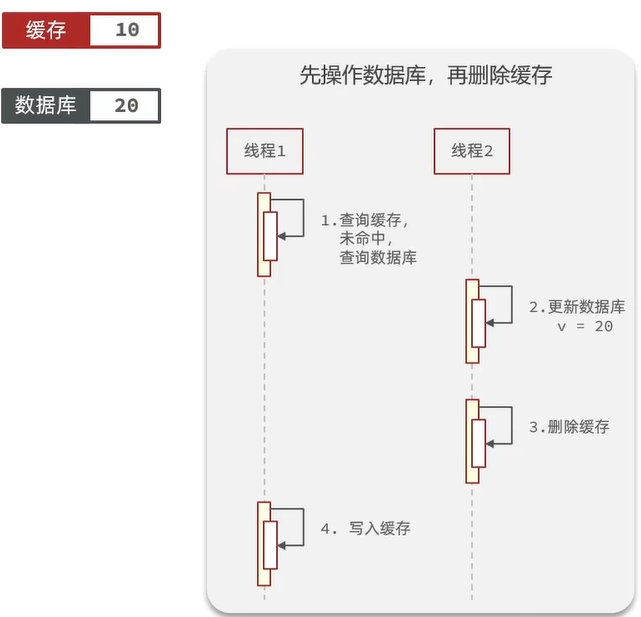 缓存 10
数据库 20
先操作数据库，再删除缓存
线程1 线程2
1.查询缓存，
未命中，
查询数据库
2.更新数据库
v = 20
3.删除缓存
4. 写入缓存